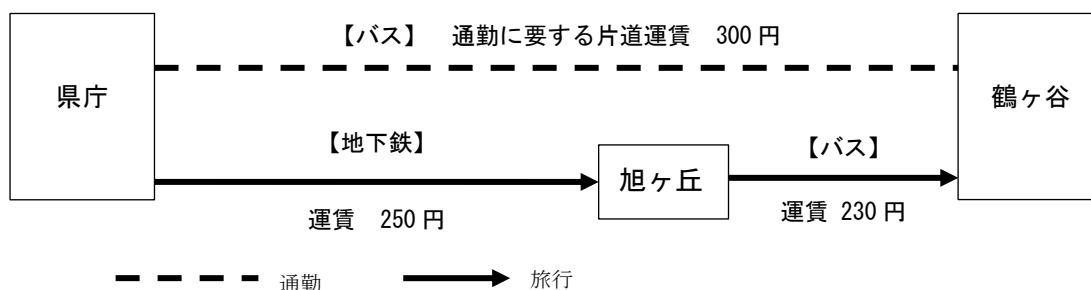 【バス】 通勤に要する片道運賃 300円
県庁
鶴ヶ谷
【地下鉄】
【バス】
旭ヶ丘
運賃 250円
運賃 230円
通勤
旅行